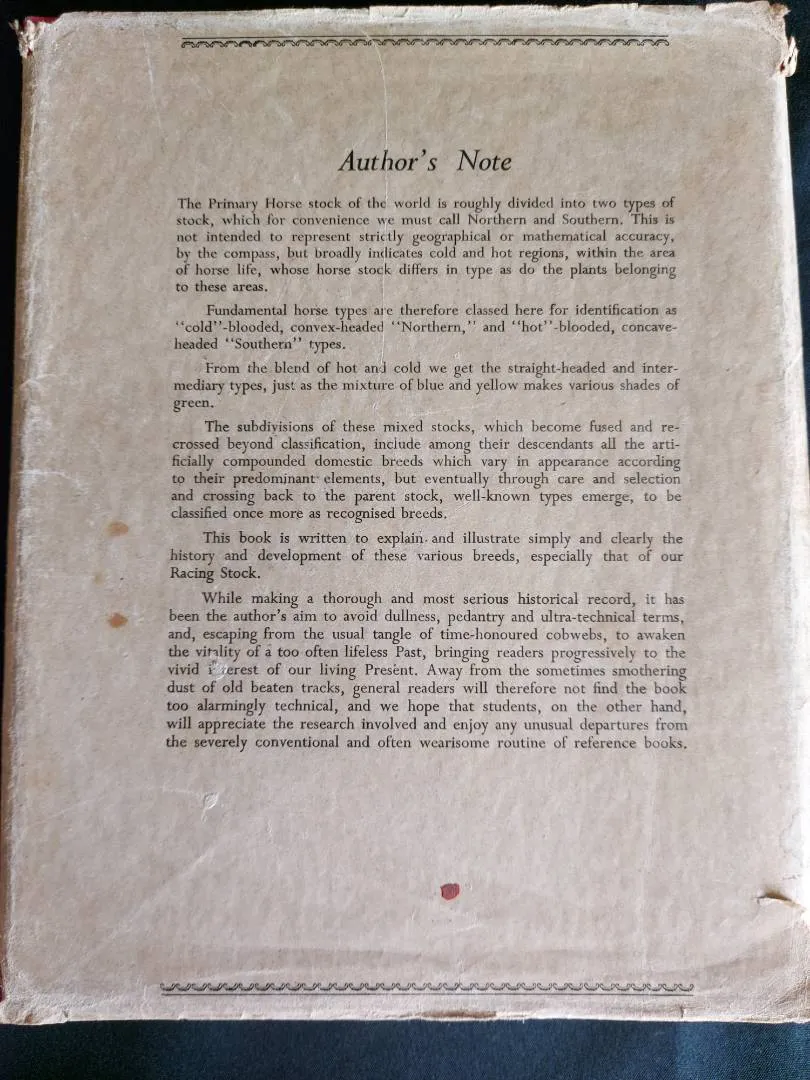 Author's Note
The Primary Horse stock of the world is roughly divided into two types of
stock, which for convenience we must call Northern and Southern. This is
not intended to represent strictly geographical or mathematical accuracy,
by the compass, but broadly indicates cold and hot regions, within the area
of horse life, whose horse stock differs in type as do the plants belonging
to these areas.
Fundamental horse types are therefore classed here for identification as
"cold"-blooded, convex-headed "Northern," and "hot"-blooded, concave-
headed "Southern" types.
From the blend of hot and cold we get the straight-headed and inter-
mediary types, just as the mixture of blue and yellow makes various shades of
green.
The subdivisions of these mixed stocks, which become fused and re-
crossed beyond classification, include among their descendants all the arti-
ficially compounded domestic breeds which vary in appearance according
to their predominant elements, but eventually through care and selection
and crossing back to the parent stock, well-known types emerge, to be
classified once more as recognised breeds.
This book is written to explain and illustrate simply and clearly the
history and development of these various breeds, especially that of our
Racing Stock.
While making a thorough and most serious historical record, it has
been the author's aim to avoid dullness, pedantry and ultra-technical terms,
and, escaping from the usual tangle of time-honoured cobwebs, to awaken
the vitality of a too often lifeless Past, bringing readers progressively to the
vivid interest of our living Present. Away from the sometimes smothering
dust of old beaten tracks, general readers will therefore not find the book
too alarmingly technical, and we hope that students, on the other hand,
will appreciate the research involved and enjoy any unusual departures from
the severely conventional and often wearisome routine of reference books.